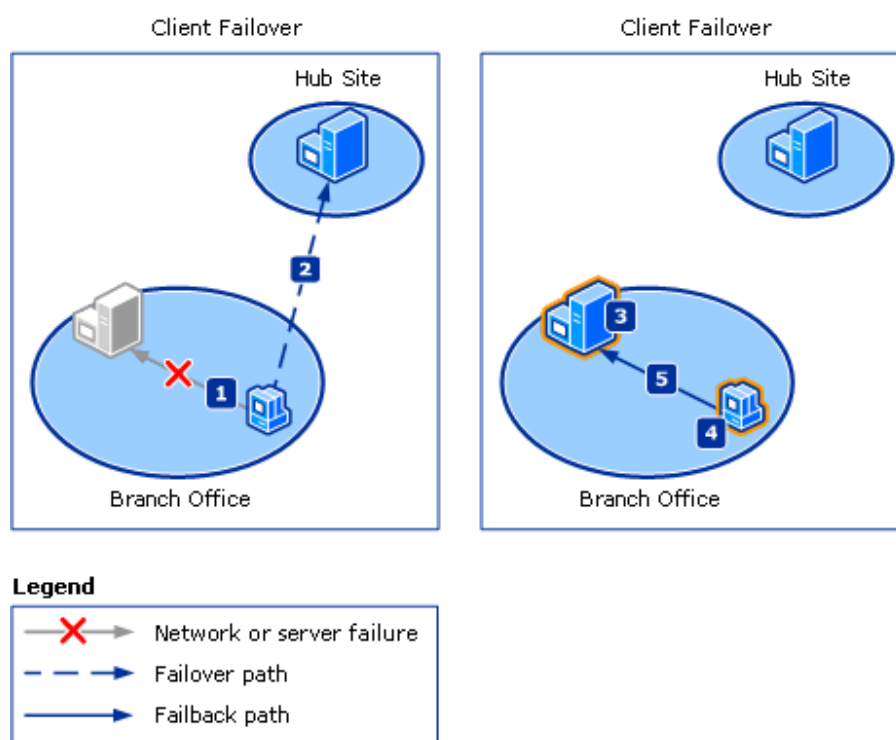 Client Failover
Hub Site
2
1
Branch Office
Client Failover
Hub Site
3
5
4
Branch Office
Legend
Network or server failure
Failover path
Failback path